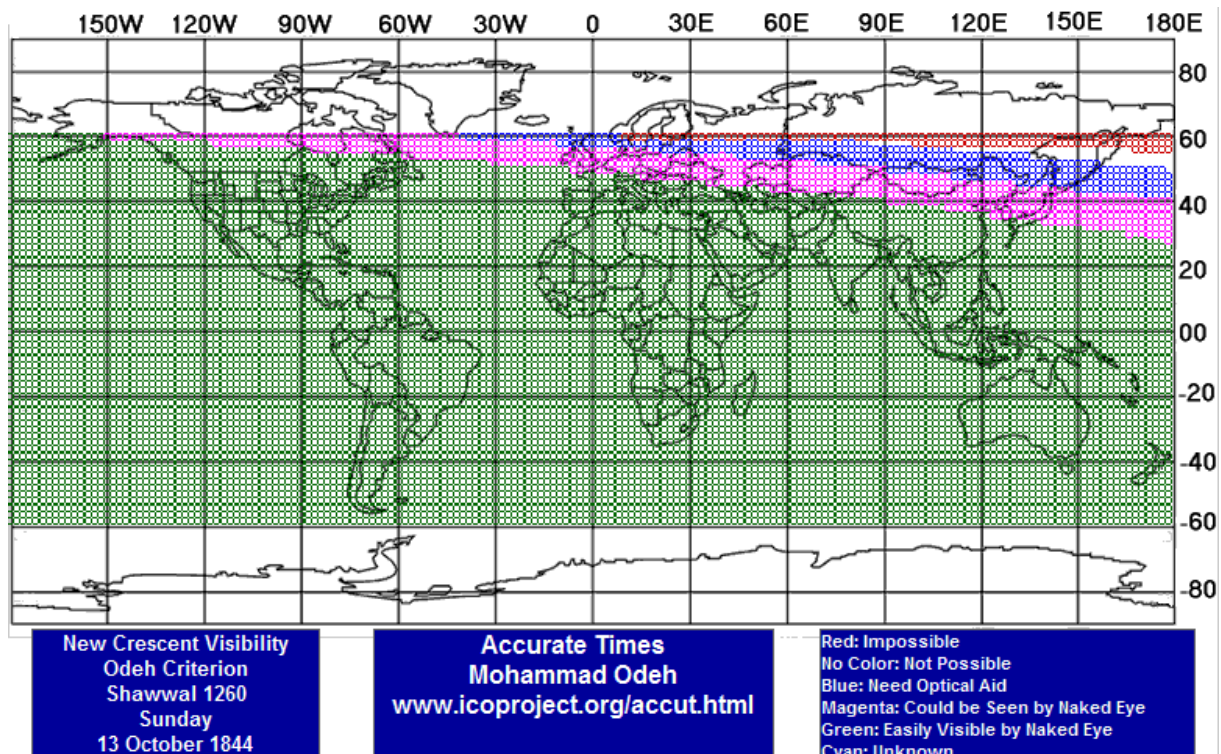 150W 120W 90W 60W 30W 0 30E 60E 90E 120E 150E 180E
80
60
40
20
00
-20
-40
-60
-80
New Crescent Visibility
Odeh Criterion
Shawwal 1260
Sunday
13 October 1844
Accurate Times
Mohammad Odeh
www.icoproject.org/accut.html
Red: Impossible
No Color: Not Possible
Blue: Need Optical Aid
Magenta: Could be Seen by Naked Eye
Green: Easily Visible by Naked Eye
Cyan: Unknown